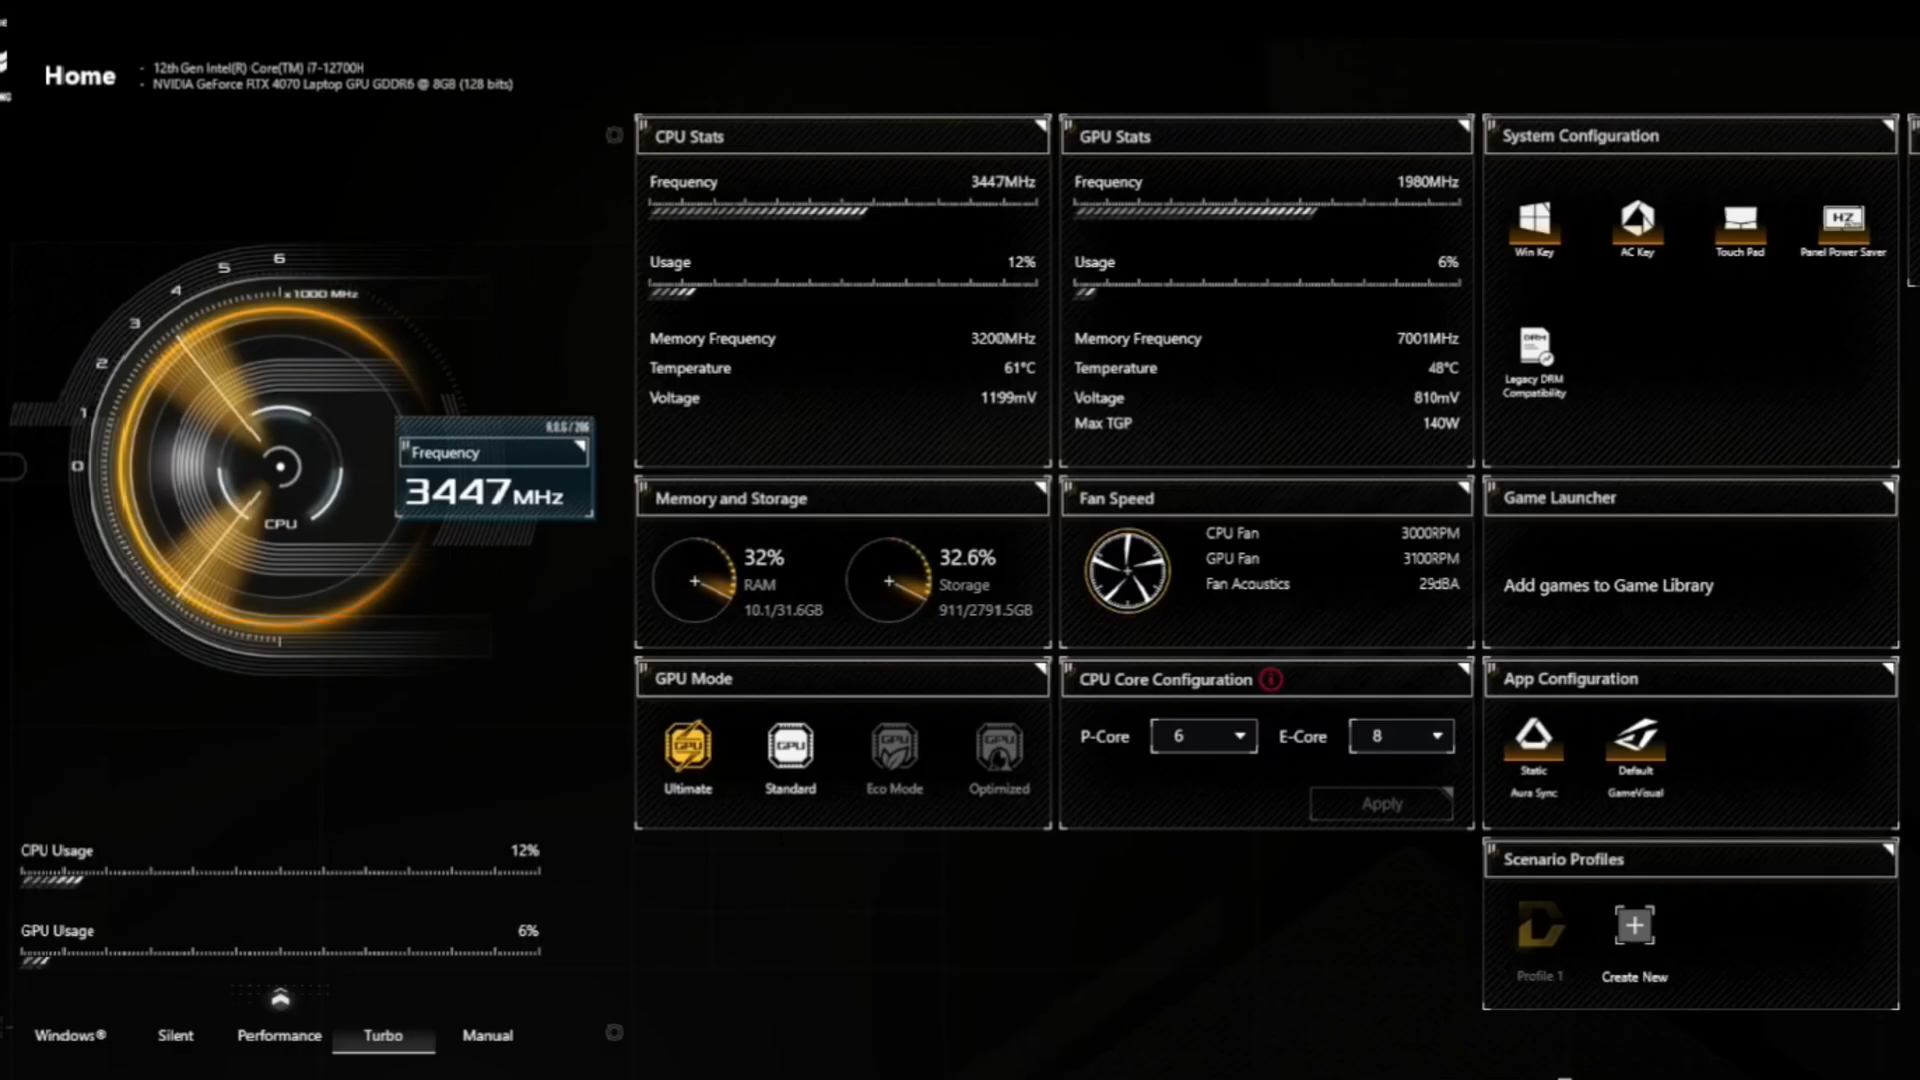 Home
- 12th Gen Intel(R) Core(TM) i7-12700H
- NVIDIA GeForce RTX 4070 Laptop GPU GDDR6 @ 8GB (128 bits)
6
5
4
3
2
1
0
x 1000 MHz
CPU
Frequency
3447MHz
CPU Usage 12%
GPU Usage 6%
Windows® Silent Performance Turbo Manual
CPU Stats
Frequency 3447MHz
Usage 12%
Memory Frequency 3200MHz
Temperature 61°C
Voltage 1199mV
GPU Stats
Frequency 1980MHz
Usage 6%
Memory Frequency 7001MHz
Temperature 48°C
Voltage 810mV
Max TGP 140W
System Configuration
Win Key
AC Key
Touch Pad
HZ
Panel Power Saver
DRM
Legacy DRM
Compatibility
Memory and Storage
32%
RAM
10.1/31.6GB
32.6%
Storage
911/2791.5GB
Fan Speed
CPU Fan 3000RPM
GPU Fan 3100RPM
Fan Acoustics 29dBA
Game Launcher
Add games to Game Library
GPU Mode
GPU GPU GPU GPU
Ultimate Standard Eco Mode Optimized
CPU Core Configuration
P-Core 6 E-Core 8
Apply
App Configuration
Static
Aura Sync
Default
GameVisual
Scenario Profiles
Profile 1
Create New